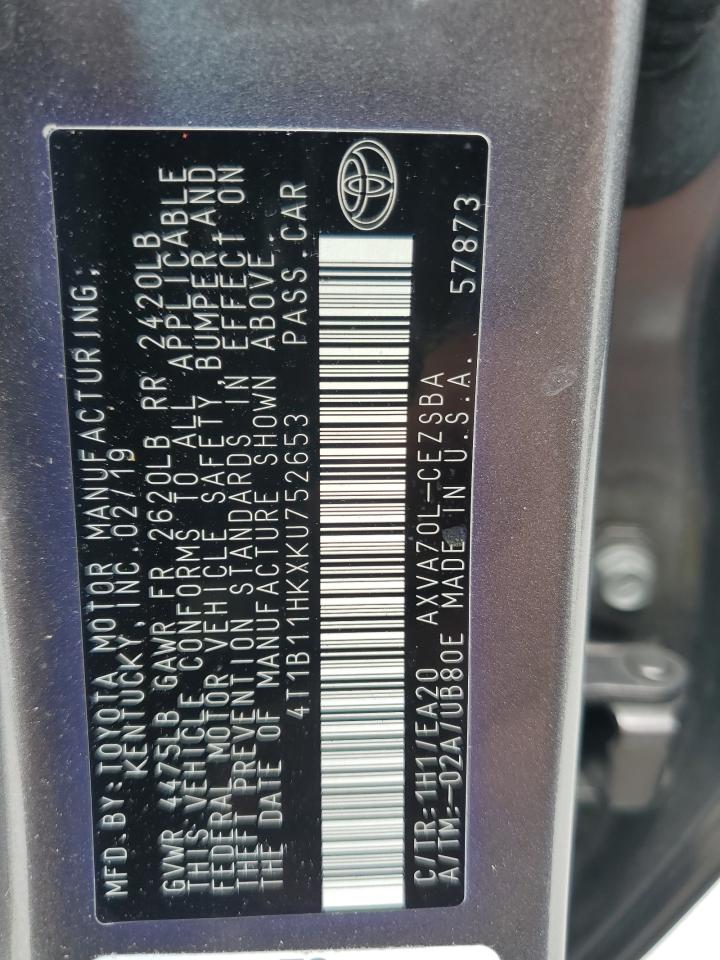 MFD.BY:TOYOTA MOTOR MANUFACTURING,
KENTUCKY, INC.02/19
GVWR 4475LB GAWR FR 2620LB RR 2420LB
THIS VEHICLE CONFORMS TO ALL APPLICABLE
FEDERAL MOTOR VEHICLE SAFETY, BUMPER, AND
THEFT PREVENTION STANDARDS IN EFFECT ON
THE DATE OF MANUFACTURE SHOWN ABOVE.
4T1B11HKXKU752653 PASS.CAR
C/TR:1H1/EA20 AXVA70L-CEZSBA
A/TM:-02A/UB80E MADE IN U.S.A. 57873